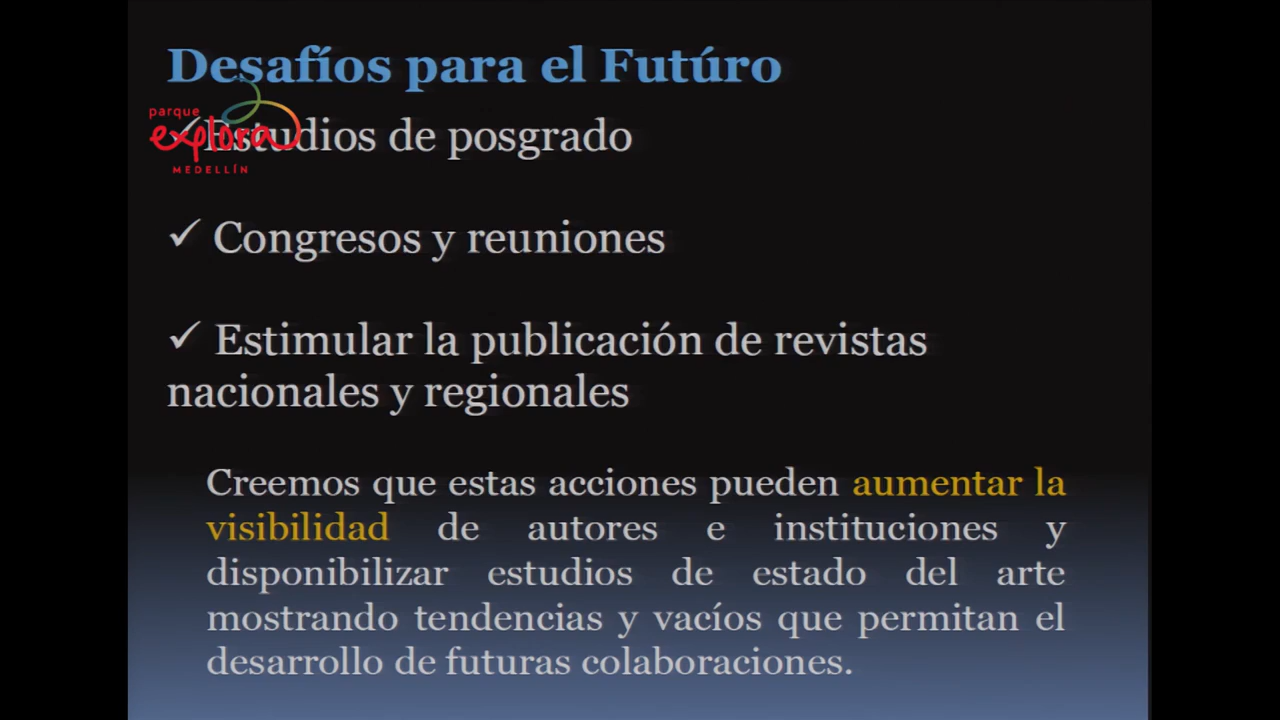 Desafíos para el Futúro
parque
explora
MEDELLÍN
✓Estudios de posgrado
✓ Congresos y reuniones
✓ Estimular la publicación de revistas
nacionales y regionales
Creemos que estas acciones pueden aumentar la
visibilidad de autores e instituciones y
disponibilizar estudios de estado del arte
mostrando tendencias y vacíos que permitan el
desarrollo de futuras colaboraciones.